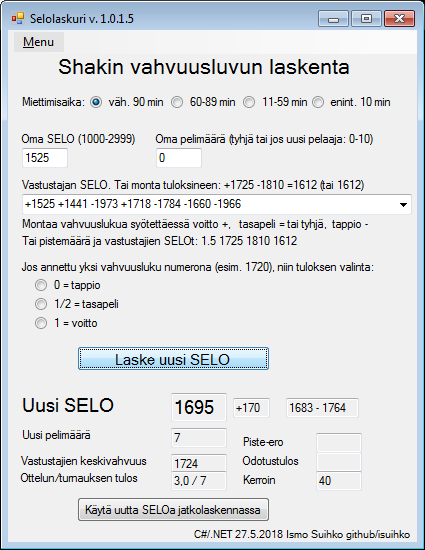 Selolaskuri v. 1.0.1.5
Menu
Shakin vahvuusluvun laskenta
Miettimisaika: väh. 90 min 60-89 min 11-59 min enint. 10 min
Oma SELO (1000-2999) Oma pelimäärä (tyhjä tai jos uusi pelaaja: 0-10)
1525 0
Vastustajan SELO. Tai monta tuloksineen: +1725 -1810 =1612 (tai 1612)
+1525 +1441 -1973 +1718 -1784 -1660 -1966
Montaa vahvuuslukua syötettäessä voitto +, tasapeli = tai tyhjä, tappio -
Tai pistemäärä ja vastustajien SELOt: 1.5 1725 1810 1612
Jos annettu yksi vahvuusluku numerona (esim. 1720), niin tuloksen valinta:
0 = tappio
1/2 = tasapeli
1 = voitto
Laske uusi SELO
Uusi SELO 1695 +170 1683 - 1764
Uusi pelimäärä 7 Piste-ero
Vastustajien keskivahvuus 1724 Odotustulos
Ottelun/turnauksen tulos 3,0 / 7 Kerroin 40
Käytä uutta SELOa jatkolaskennassa
C#/.NET 27.5.2018 Ismo Suihko github/isuihko